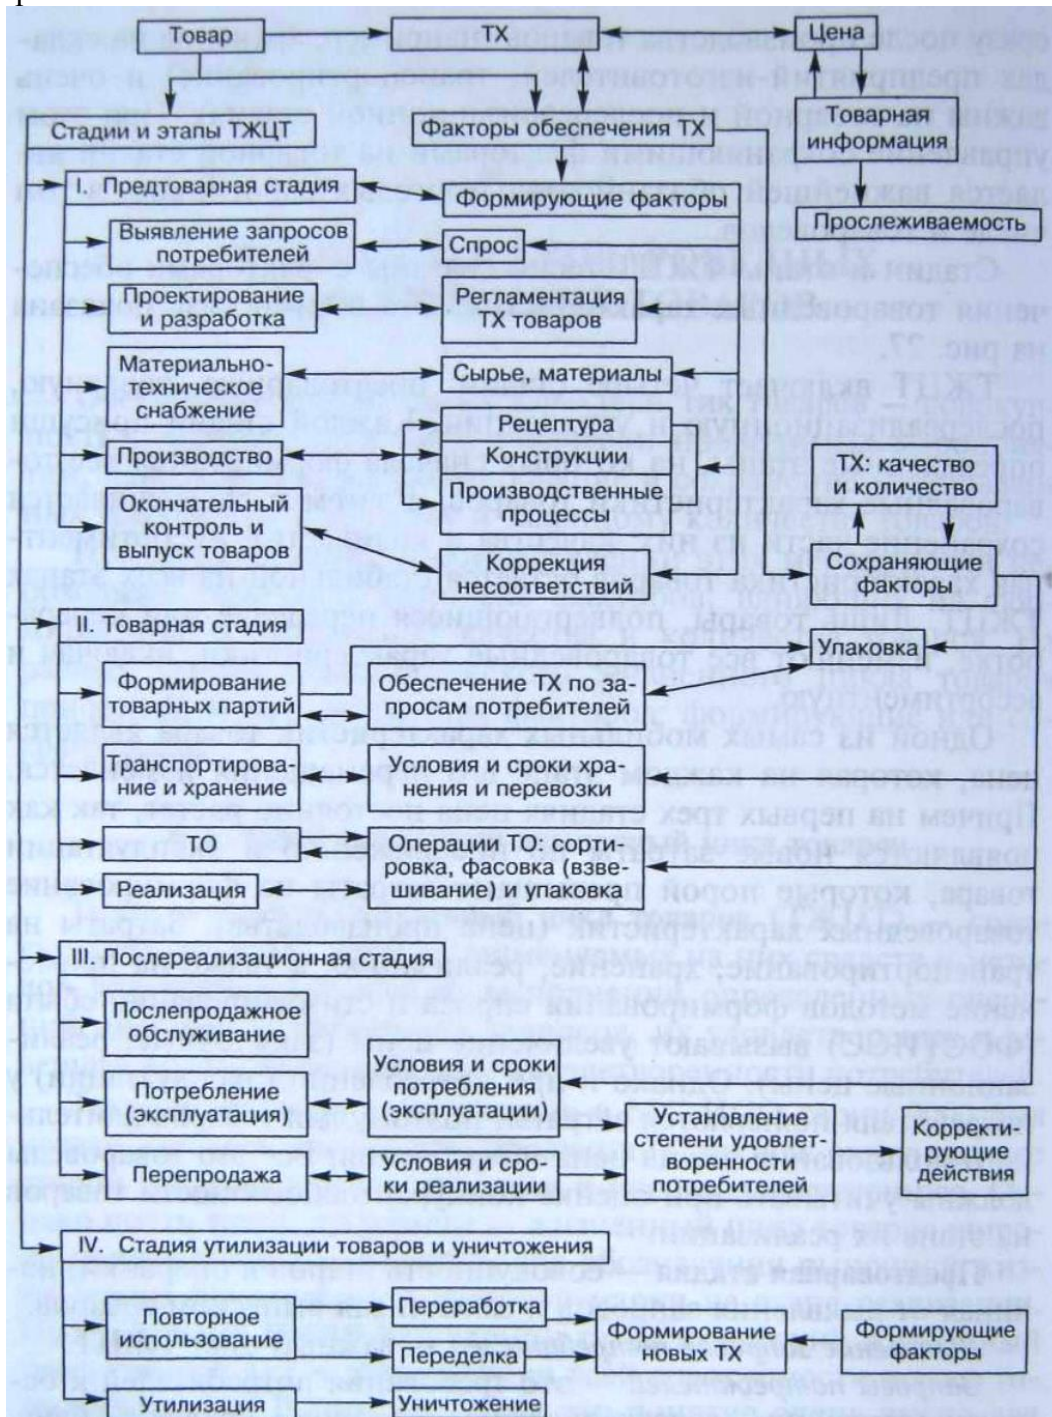 Товар
ТХ
Цена
Стадии и этапы ТЖЦТ
Факторы обеспечения ТХ
Товарная
информация
I. Предтоварная стадия
Формирующие факторы
Прослеживаемость
Выявление запросов
потребителей
Спрос
Проектирование
и разработка
Регламентация
ТХ товаров
Материально-
техническое
снабжение
Сырье, материалы
Рецептура
Производство
Конструкции
ТХ: качество
и количество
Производственные
процессы
Окончательный
контроль и
выпуск товаров
Коррекция
несоответствий
Сохраняющие
факторы
II. Товарная стадия
Упаковка
Формирование
товарных партий
Обеспечение ТХ по за-
просам потребителей
Транспортирова-
ние и хранение
Условия и сроки хра-
нения и перевозки
ТО
Операции ТО: сорти-
ровка, фасовка (взве-
шивание) и упаковка
Реализация
III. Послереализационная стадия
Послепродажное
обслуживание
Потребление
(эксплуатация)
Условия и сроки
потребления
(эксплуатации)
Установление
степени удовлет-
воренности
потребителей
Корректи-
рующие
действия
Перепродажа
Условия и сро-
ки реализации
IV. Стадия утилизации товаров и уничтожения
Повторное
использование
Переработка
Переделка
Формирование
новых ТХ
Формирующие
факторы
Утилизация
Уничтожение